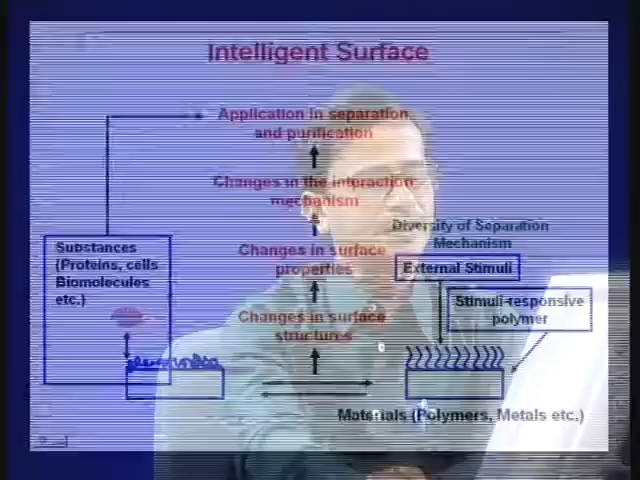 Intelligent Surface
Application in separation
and purification
Changes in the interaction
mechanism
Diversity of Separation
Mechanism
Substances
(Proteins, cells
Biomolecules
etc.)
Changes in surface
properties
External Stimuli
Stimuli-responsive
polymer
Changes in surface
structures
Materials (Polymers, Metals etc.)